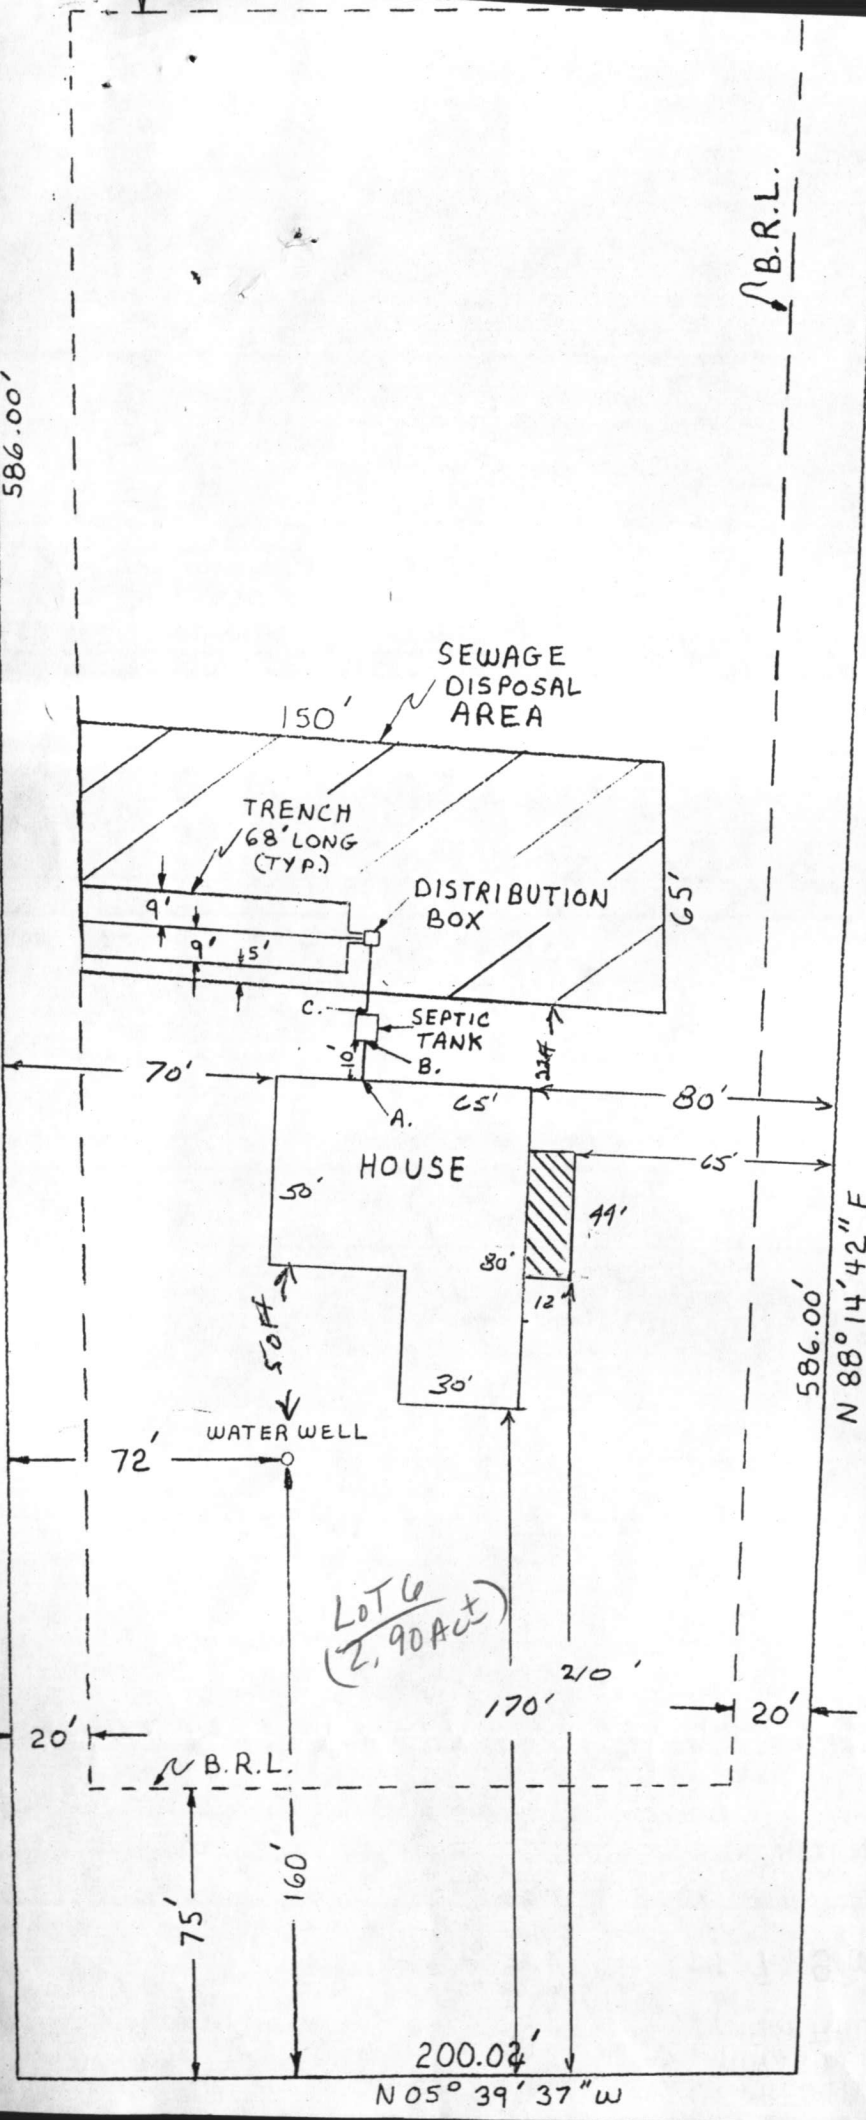 B.R.L.
586.00'
SEWAGE
DISPOSAL
AREA
150'
TRENCH
68' LONG
(TYP.)
DISTRIBUTION
BOX
65'
9'
9'
5'
C.
SEPTIC
TANK
10'
B.
22ft
70'
A.
65'
80'
HOUSE
65'
50'
44'
80'
12'
50ft
30'
586.00'
N 88° 14' 42" E
WATER WELL
72'
LOT 6
(2.90 Ac ±)
210'
170'
20'
20'
B.R.L.
160'
75'
200.02'
N 05° 39' 37" W